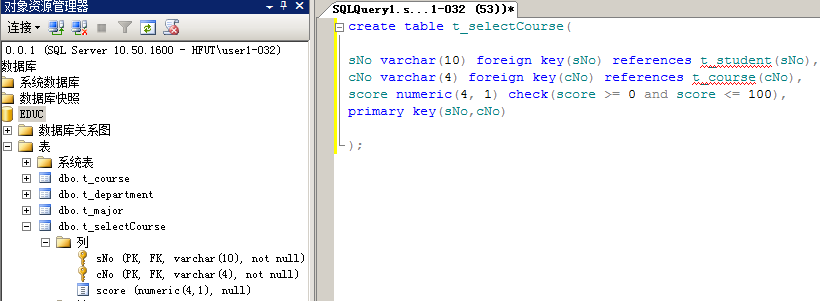 对象资源管理器
连接
0.0.1 (SQL Server 10.50.1600 - HFUT\user1-032)
数据库
系统数据库
数据库快照
EDUC
数据库关系图
表
系统表
dbo.t_course
dbo.t_department
dbo.t_major
dbo.t_selectCourse
列
sNo (PK, FK, varchar(10), not null)
cNo (PK, FK, varchar(4), not null)
score (numeric(4,1), null)
SQLQuery1.s...1-032 (53))*
create table t_selectCourse(
sNo varchar(10) foreign key(sNo) references t_student(sNo),
cNo varchar(4) foreign key(cNo) references t_course(cNo),
score numeric(4, 1) check(score >= 0 and score <= 100),
primary key(sNo,cNo)
);